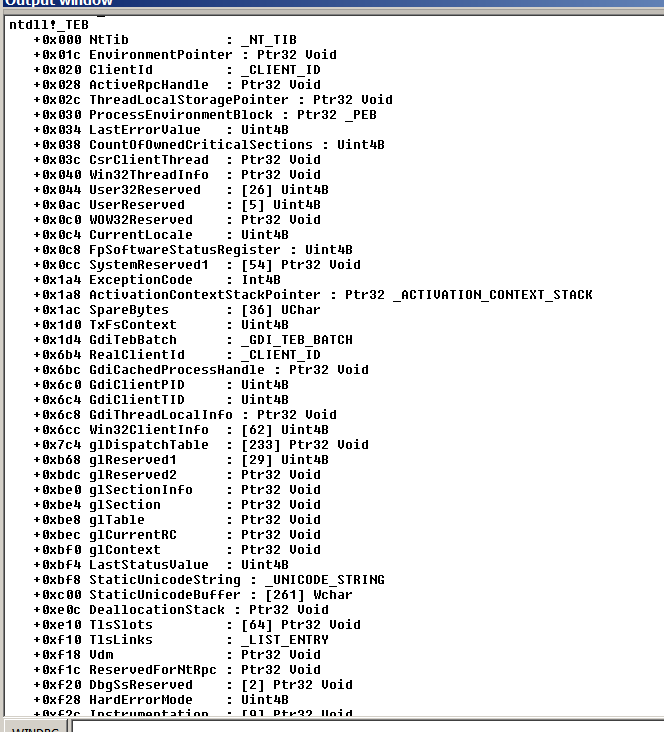 Output Window
ntdll!_TEB
+0x000 NtTib : _NT_TIB
+0x01c EnvironmentPointer : Ptr32 Void
+0x020 ClientId : _CLIENT_ID
+0x028 ActiveRpcHandle : Ptr32 Void
+0x02c ThreadLocalStoragePointer : Ptr32 Void
+0x030 ProcessEnvironmentBlock : Ptr32 _PEB
+0x034 LastErrorValue : Uint4B
+0x038 CountOfOwnedCriticalSections : Uint4B
+0x03c CsrClientThread : Ptr32 Void
+0x040 Win32ThreadInfo : Ptr32 Void
+0x044 User32Reserved : [26] Uint4B
+0x0ac UserReserved : [5] Uint4B
+0x0c0 WOW32Reserved : Ptr32 Void
+0x0c4 CurrentLocale : Uint4B
+0x0c8 FpSoftwareStatusRegister : Uint4B
+0x0cc SystemReserved1 : [54] Ptr32 Void
+0x1a4 ExceptionCode : Int4B
+0x1a8 ActivationContextStackPointer : Ptr32 _ACTIVATION_CONTEXT_STACK
+0x1ac SpareBytes : [36] UChar
+0x1d0 TxFsContext : Uint4B
+0x1d4 GdiTebBatch : _GDI_TEB_BATCH
+0x6b4 RealClientId : _CLIENT_ID
+0x6bc GdiCachedProcessHandle : Ptr32 Void
+0x6c0 GdiClientPID : Uint4B
+0x6c4 GdiClientTID : Uint4B
+0x6c8 GdiThreadLocalInfo : Ptr32 Void
+0x6cc Win32ClientInfo : [62] Uint4B
+0x7c4 glDispatchTable : [233] Ptr32 Void
+0xb68 glReserved1 : [29] Uint4B
+0xbdc glReserved2 : Ptr32 Void
+0xbe0 glSectionInfo : Ptr32 Void
+0xbe4 glSection : Ptr32 Void
+0xbe8 glTable : Ptr32 Void
+0xbec glCurrentRC : Ptr32 Void
+0xbf0 glContext : Ptr32 Void
+0xbf4 LastStatusValue : Uint4B
+0xbf8 StaticUnicodeString : _UNICODE_STRING
+0xc00 StaticUnicodeBuffer : [261] Wchar
+0xe0c DeallocationStack : Ptr32 Void
+0xe10 TlsSlots : [64] Ptr32 Void
+0xf10 TlsLinks : _LIST_ENTRY
+0xf18 Vdm : Ptr32 Void
+0xf1c ReservedForNtRpc : Ptr32 Void
+0xf20 DbgSsReserved : [2] Ptr32 Void
+0xf28 HardErrorMode : Uint4B
+0xf2c Instrumentation : [9] Ptr32 Void
WINDBG